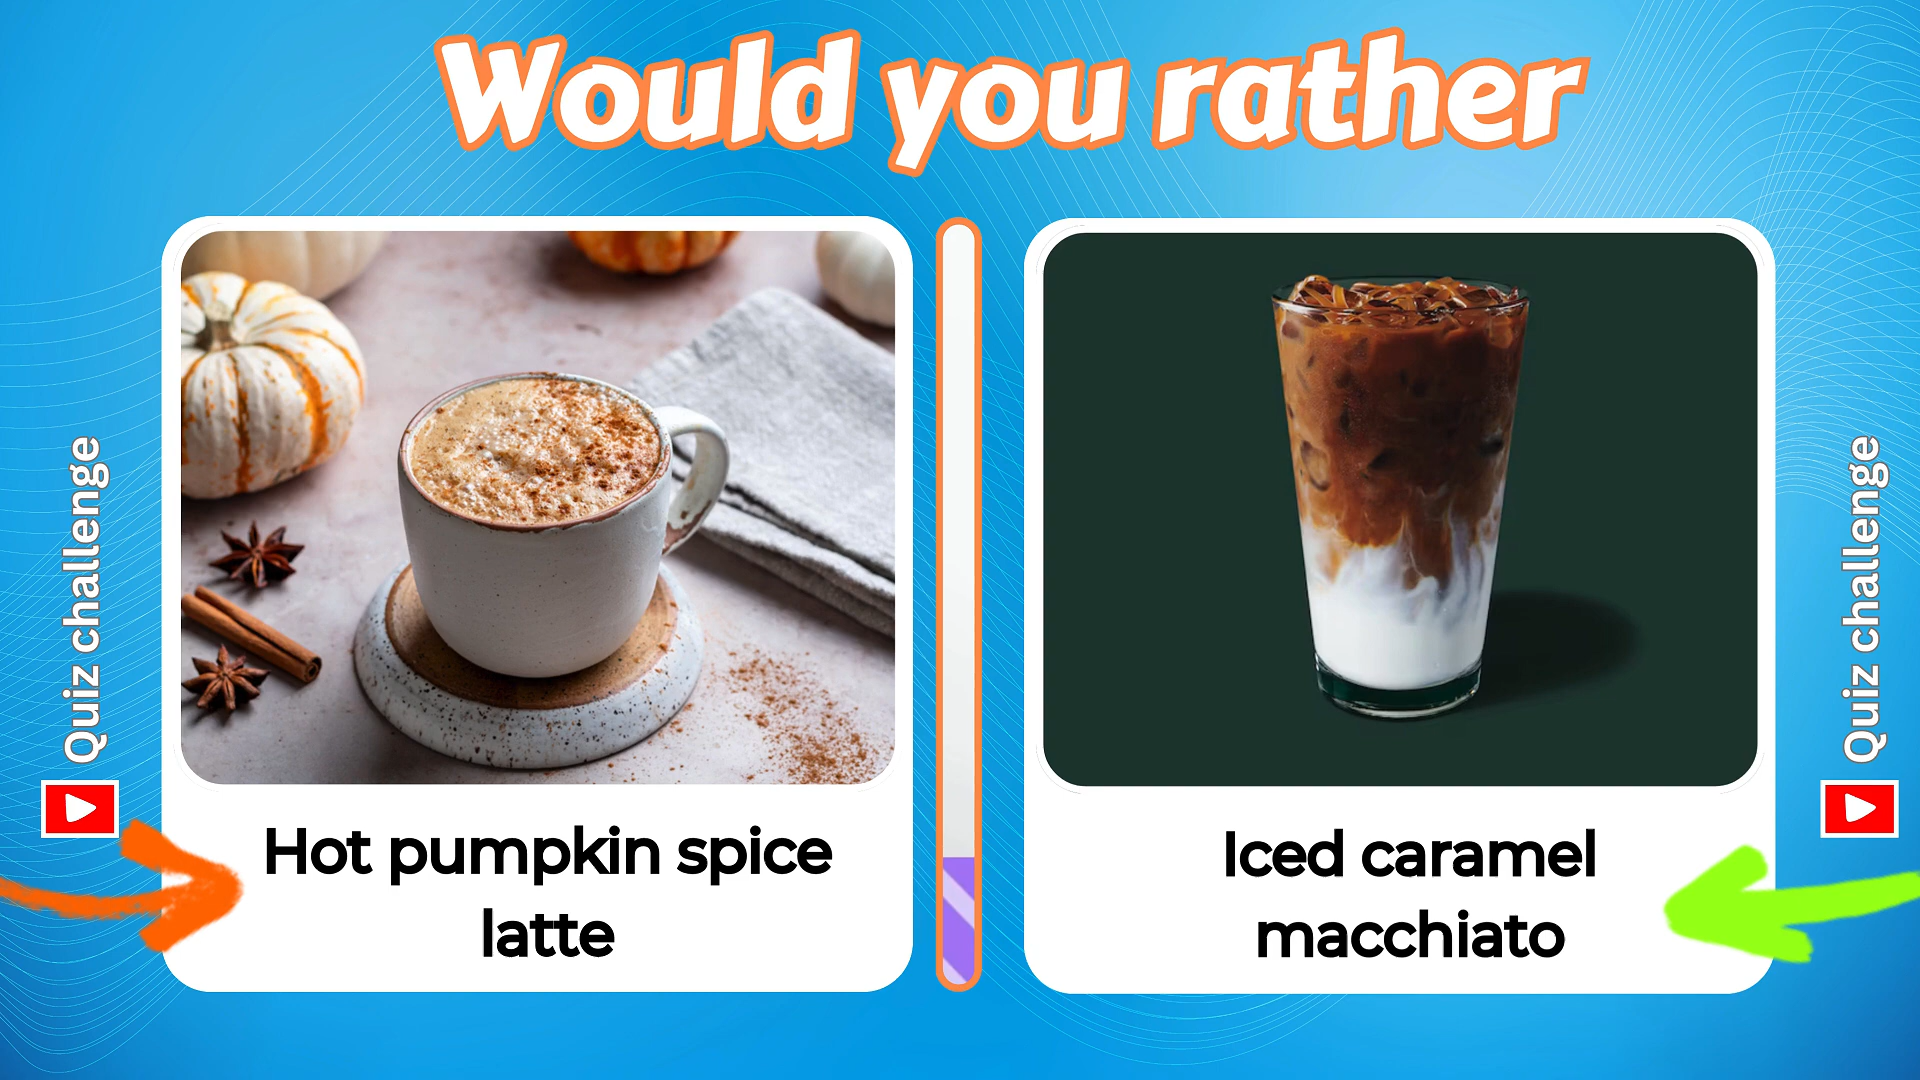 Would you rather
Quiz challenge
Hot pumpkin spice
latte
Iced caramel
macchiato
Quiz challenge